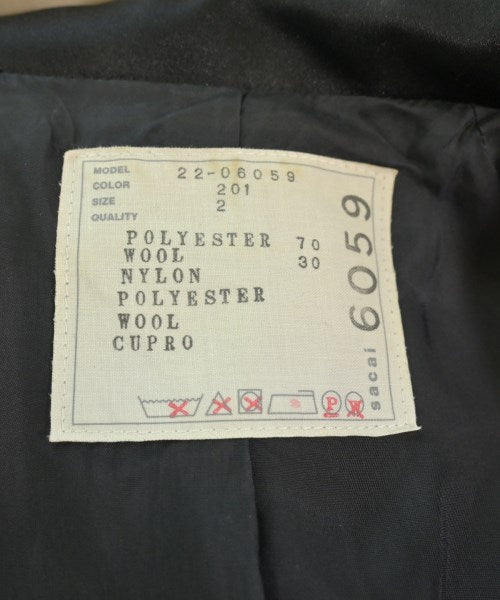 MODEL 22-06059
COLOR 201
SIZE 2
QUALITY
POLYESTER 70
WOOL 30
NYLON
POLYESTER
WOOL
CUPRO
P W
sacai 6059